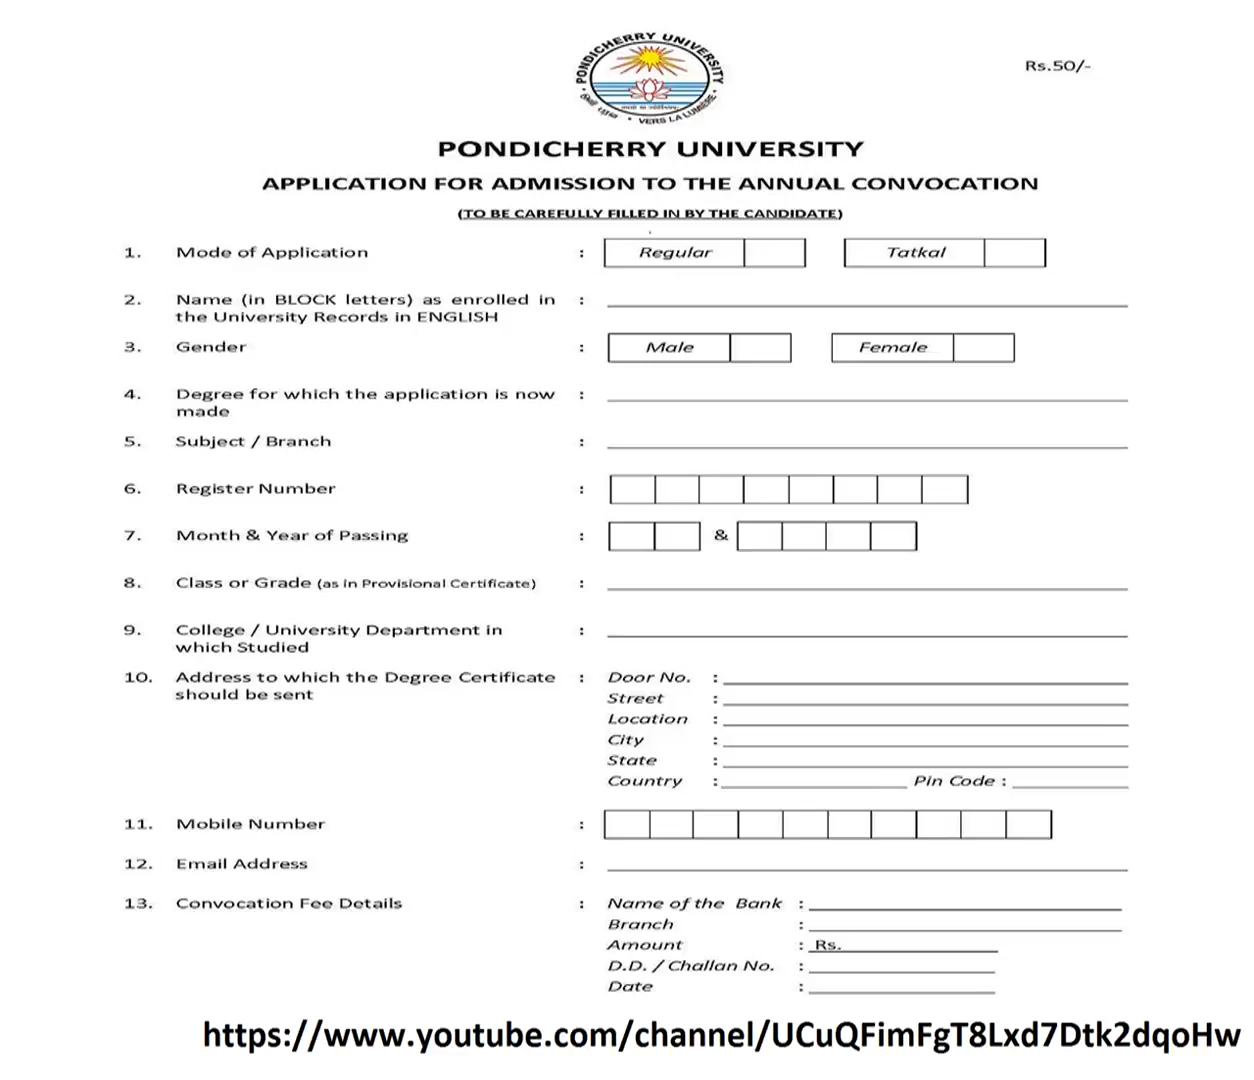 PONDICHERRY UNIVERSITY
VERS LA LUMIERE
Rs.50/-
PONDICHERRY UNIVERSITY
APPLICATION FOR ADMISSION TO THE ANNUAL CONVOCATION
(TO BE CAREFULLY FILLED IN BY THE CANDIDATE)
1. Mode of Application : Regular Tatkal
2. Name (in BLOCK letters) as enrolled in :
the University Records in ENGLISH
3. Gender : Male Female
4. Degree for which the application is now :
made
5. Subject / Branch :
6. Register Number :
7. Month & Year of Passing : &
8. Class or Grade (as in Provisional Certificate) :
9. College / University Department in :
which Studied
10. Address to which the Degree Certificate : Door No. :
should be sent
Street :
Location :
City :
State :
Country : Pin Code :
11. Mobile Number :
12. Email Address :
13. Convocation Fee Details : Name of the Bank :
Branch :
Amount : Rs.
D.D. / Challan No. :
Date :
https://www.youtube.com/channel/UCuQFimFgT8Lxd7Dtk2dqoHw